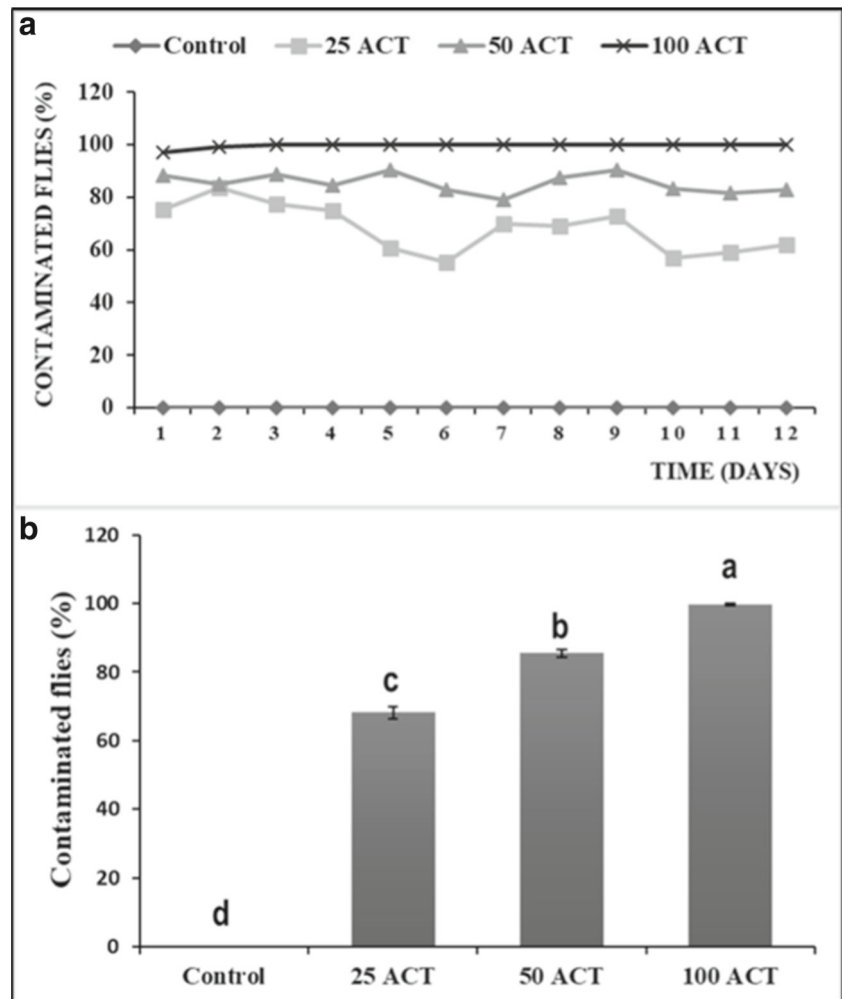 a
Control 25 ACT 50 ACT 100 ACT
CONTAMINATED FLIES (%)
120
100
80
60
40
20
0
1 2 3 4 5 6 7 8 9 10 11 12
TIME (DAYS)
b
Contaminated flies (%)
120
100
80
60
40
20
0
d
c
b
a
Control 25 ACT 50 ACT 100 ACT